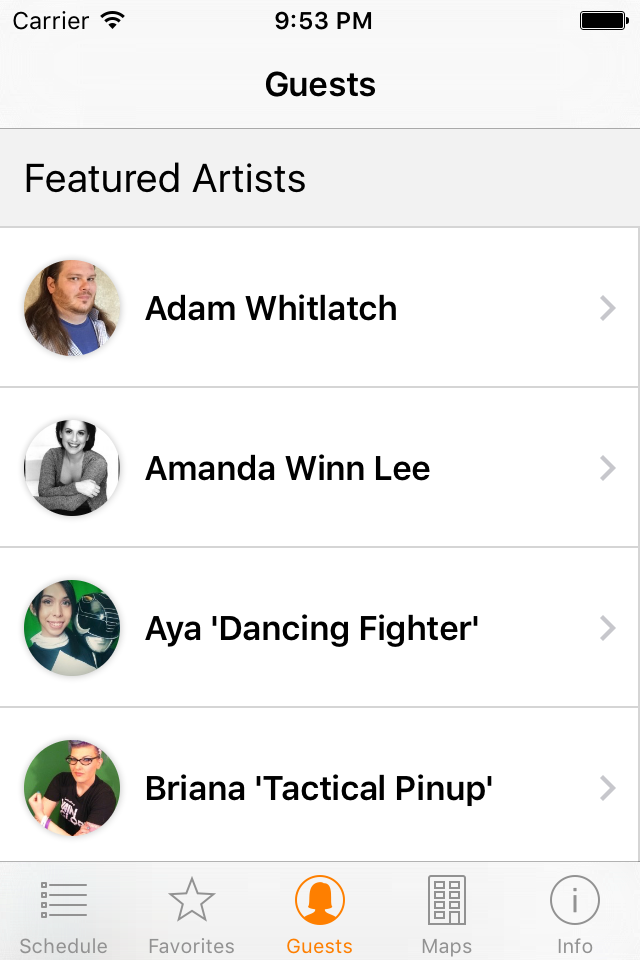 Carrier 9:53 PM
Guests
Featured Artists
Adam Whitlatch
Amanda Winn Lee
Aya 'Dancing Fighter'
Briana 'Tactical Pinup'
Schedule Favorites Guests Maps Info